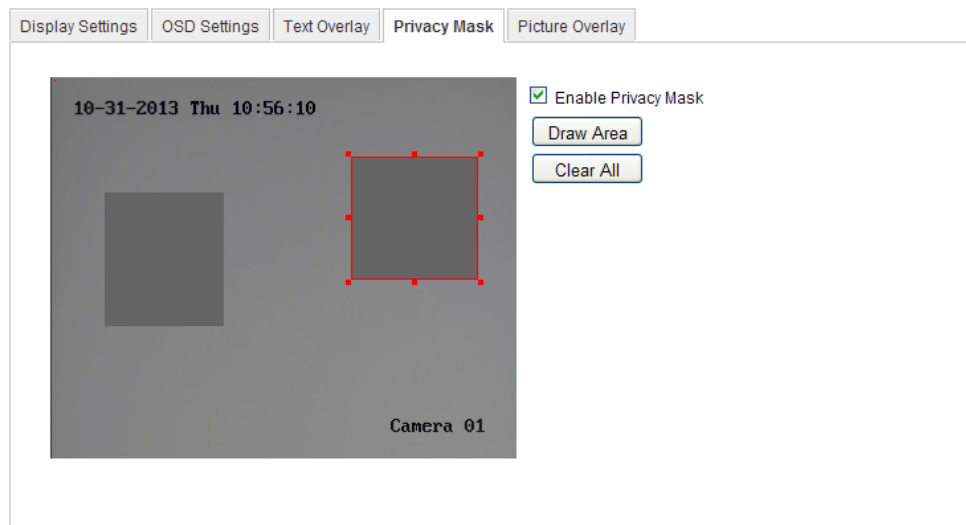 Display Settings OSD Settings Text Overlay Privacy Mask Picture Overlay
10-31-2013 Thu 10:56:10
Enable Privacy Mask
Draw Area
Clear All
Camera 01